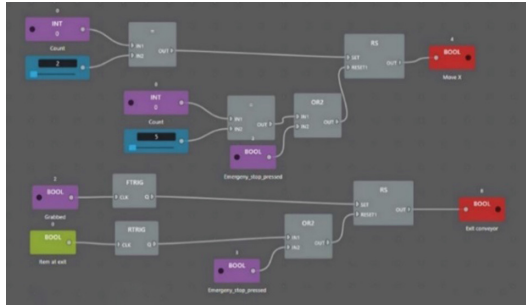 INT
0
Count
2
=
IN1
IN2
OUT
RS
SET
RESET1
OUT
4
BOOL
Move X
INT
0
Count
5
IN1
IN2
OUT
BOOL
Emergency_stop_pressed
OR2
IN1
IN2
OUT
BOOL
Grabbed
FTRIG
CLK
Q
RS
SET
RESET1
OUT
BOOL
Exit conveyor
BOOL
Item at exit
RTRIG
CLK
Q
OR2
IN1
IN2
OUT
BOOL
Emergency_stop_pressed